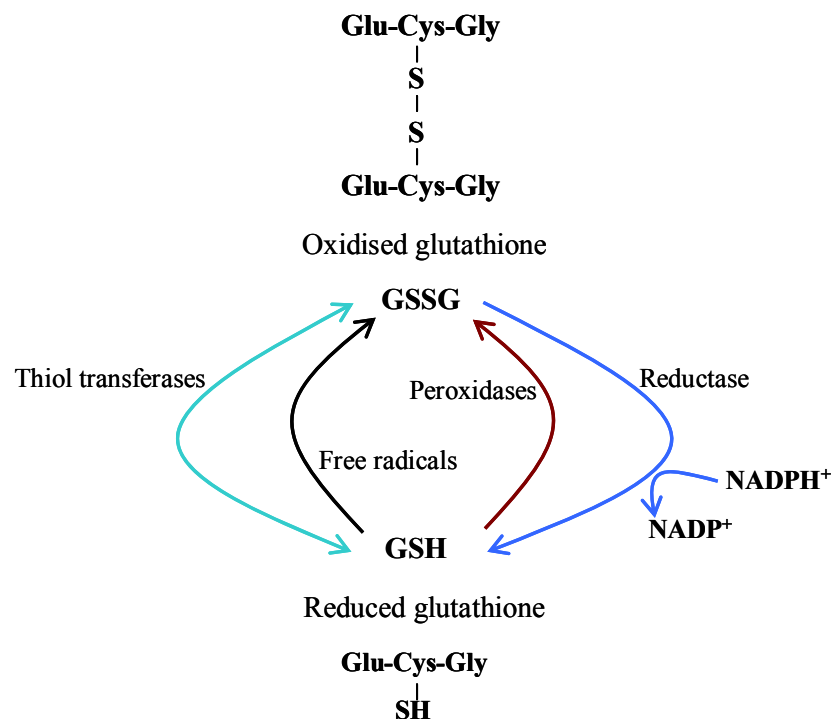 Glu-Cys-Gly
S
S
Glu-Cys-Gly
Oxidised glutathione
GSSG
Thiol transferases
Peroxidases
Reductase
Free radicals
NADPH⁺
NADP⁺
GSH
Reduced glutathione
Glu-Cys-Gly
SH